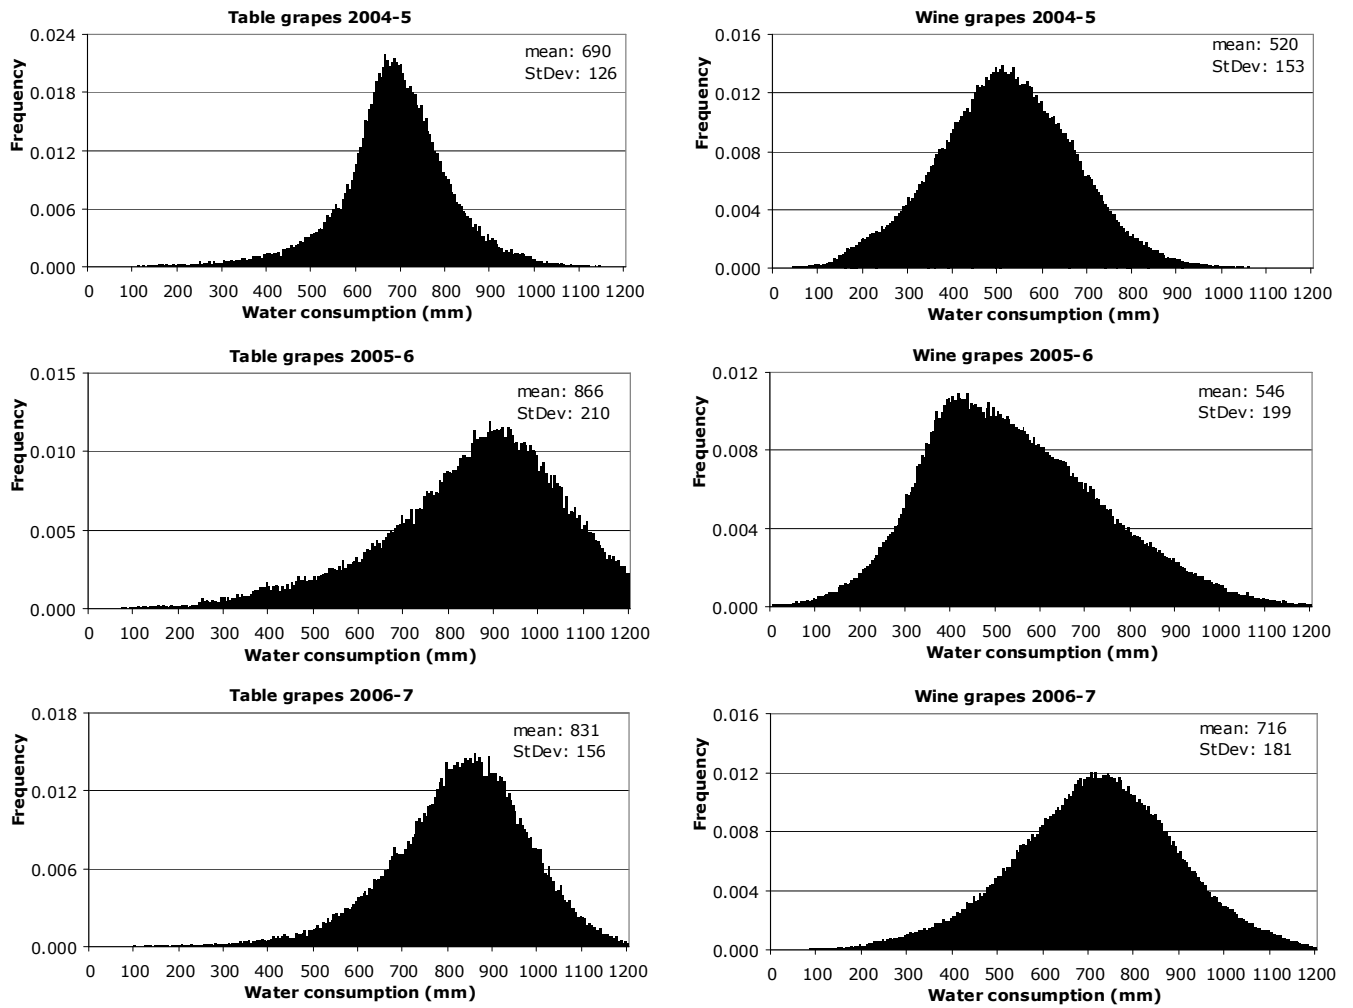 Table grapes 2004-5
mean: 690
StDev: 126
Frequency
0.024
0.018
0.012
0.006
0.000
0 100 200 300 400 500 600 700 800 900 1000 1100 1200
Water consumption (mm)
Wine grapes 2004-5
mean: 520
StDev: 153
Frequency
0.016
0.012
0.008
0.004
0.000
0 100 200 300 400 500 600 700 800 900 1000 1100 1200
Water consumption (mm)
Table grapes 2005-6
mean: 866
StDev: 210
Frequency
0.015
0.010
0.005
0.000
0 100 200 300 400 500 600 700 800 900 1000 1100 1200
Water consumption (mm)
Wine grapes 2005-6
mean: 546
StDev: 199
Frequency
0.012
0.008
0.004
0.000
0 100 200 300 400 500 600 700 800 900 1000 1100 1200
Water consumption (mm)
Table grapes 2006-7
mean: 831
StDev: 156
Frequency
0.018
0.012
0.006
0.000
0 100 200 300 400 500 600 700 800 900 1000 1100 1200
Water consumption (mm)
Wine grapes 2006-7
mean: 716
StDev: 181
Frequency
0.016
0.012
0.008
0.004
0.000
0 100 200 300 400 500 600 700 800 900 1000 1100 1200
Water consumption (mm)